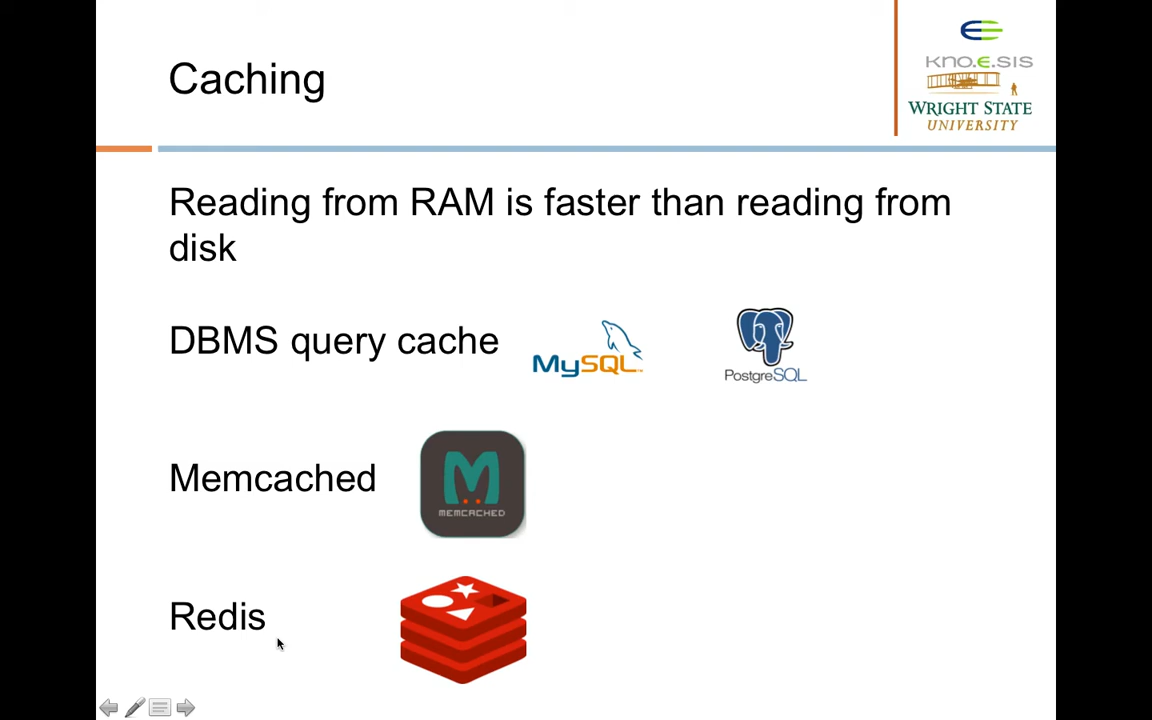 Caching
kno.e.sis
WRIGHT STATE
UNIVERSITY
Reading from RAM is faster than reading from
disk
DBMS query cache
MySQL
PostgreSQL
Memcached
MEMCACHED
Redis